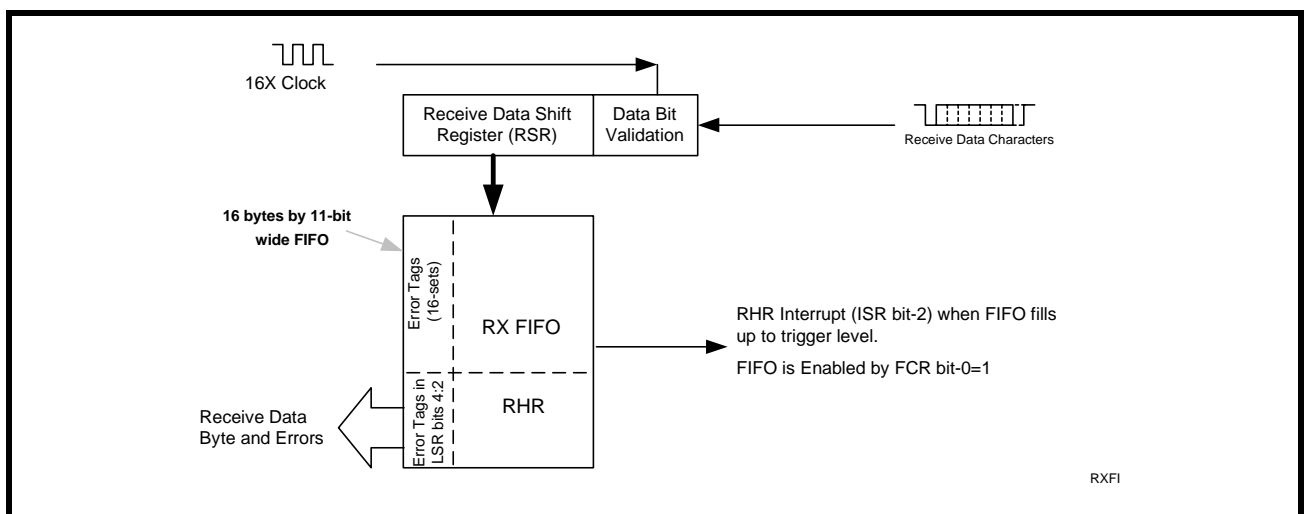 16X Clock
Receive Data Shift
Register (RSR)
Data Bit
Validation
Receive Data Characters
16 bytes by 11-bit
wide FIFO
Error Tags
(16-sets)
RX FIFO
RHR Interrupt (ISR bit-2) when FIFO fills
up to trigger level.
FIFO is Enabled by FCR bit-0=1
Error Tags in
LSR bits 4:2
RHR
Receive Data
Byte and Errors
RXFI